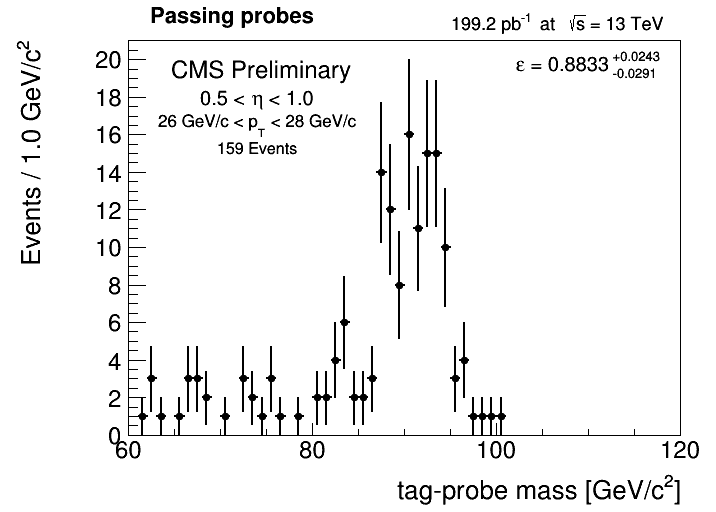 Passing probes
199.2 pb⁻¹ at √s = 13 TeV
CMS Preliminary
ε = 0.8833 +0.0243 -0.0291
0.5 < η < 1.0
26 GeV/c < p_T < 28 GeV/c
159 Events
Events / 1.0 GeV/c²
20
18
16
14
12
10
8
6
4
2
0
60 80 100 120
tag-probe mass [GeV/c²]